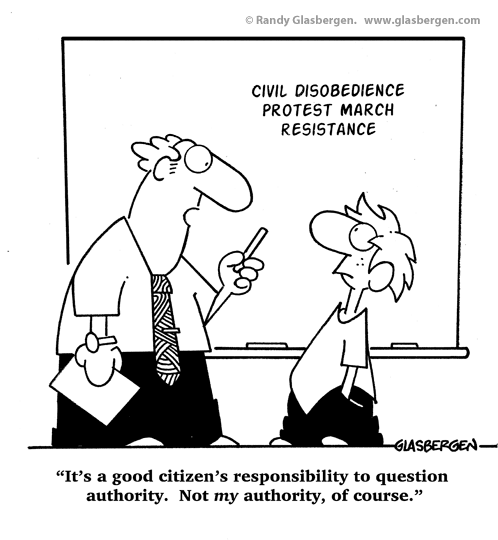 © Randy Glasbergen. www.glasbergen.com
CIVIL DISOBEDIENCE
PROTEST MARCH
RESISTANCE
GLASBERGEN
“It’s a good citizen’s responsibility to question
authority. Not my authority, of course.”